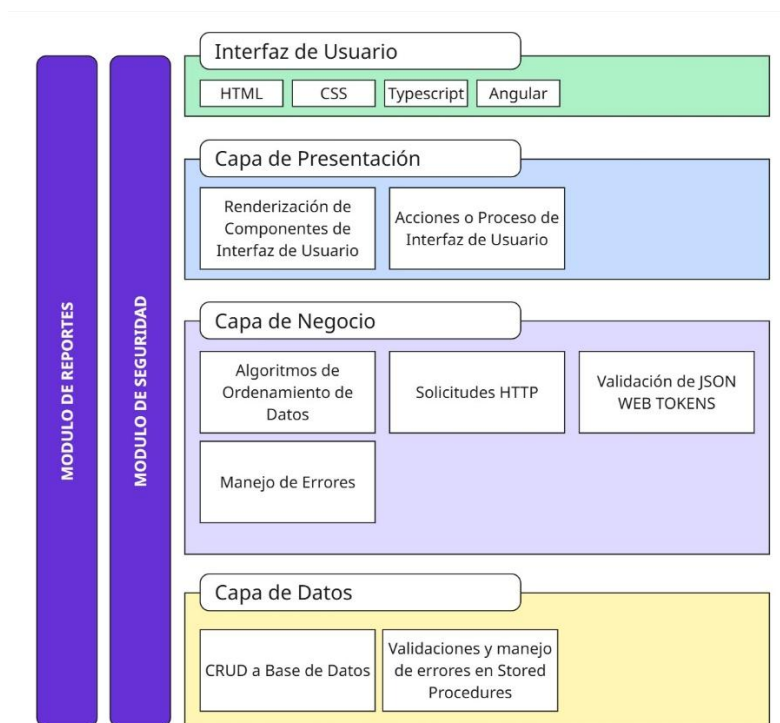 MODULO DE REPORTES
MODULO DE SEGURIDAD
Interfaz de Usuario
HTML
CSS
Typescript
Angular
Capa de Presentación
Renderización de
Componentes de
Interfaz de Usuario
Acciones o Proceso de
Interfaz de Usuario
Capa de Negocio
Algoritmos de
Ordenamiento de
Datos
Solicitudes HTTP
Validación de JSON
WEB TOKENS
Manejo de Errores
Capa de Datos
CRUD a Base de Datos
Validaciones y manejo
de errores en Stored
Procedures